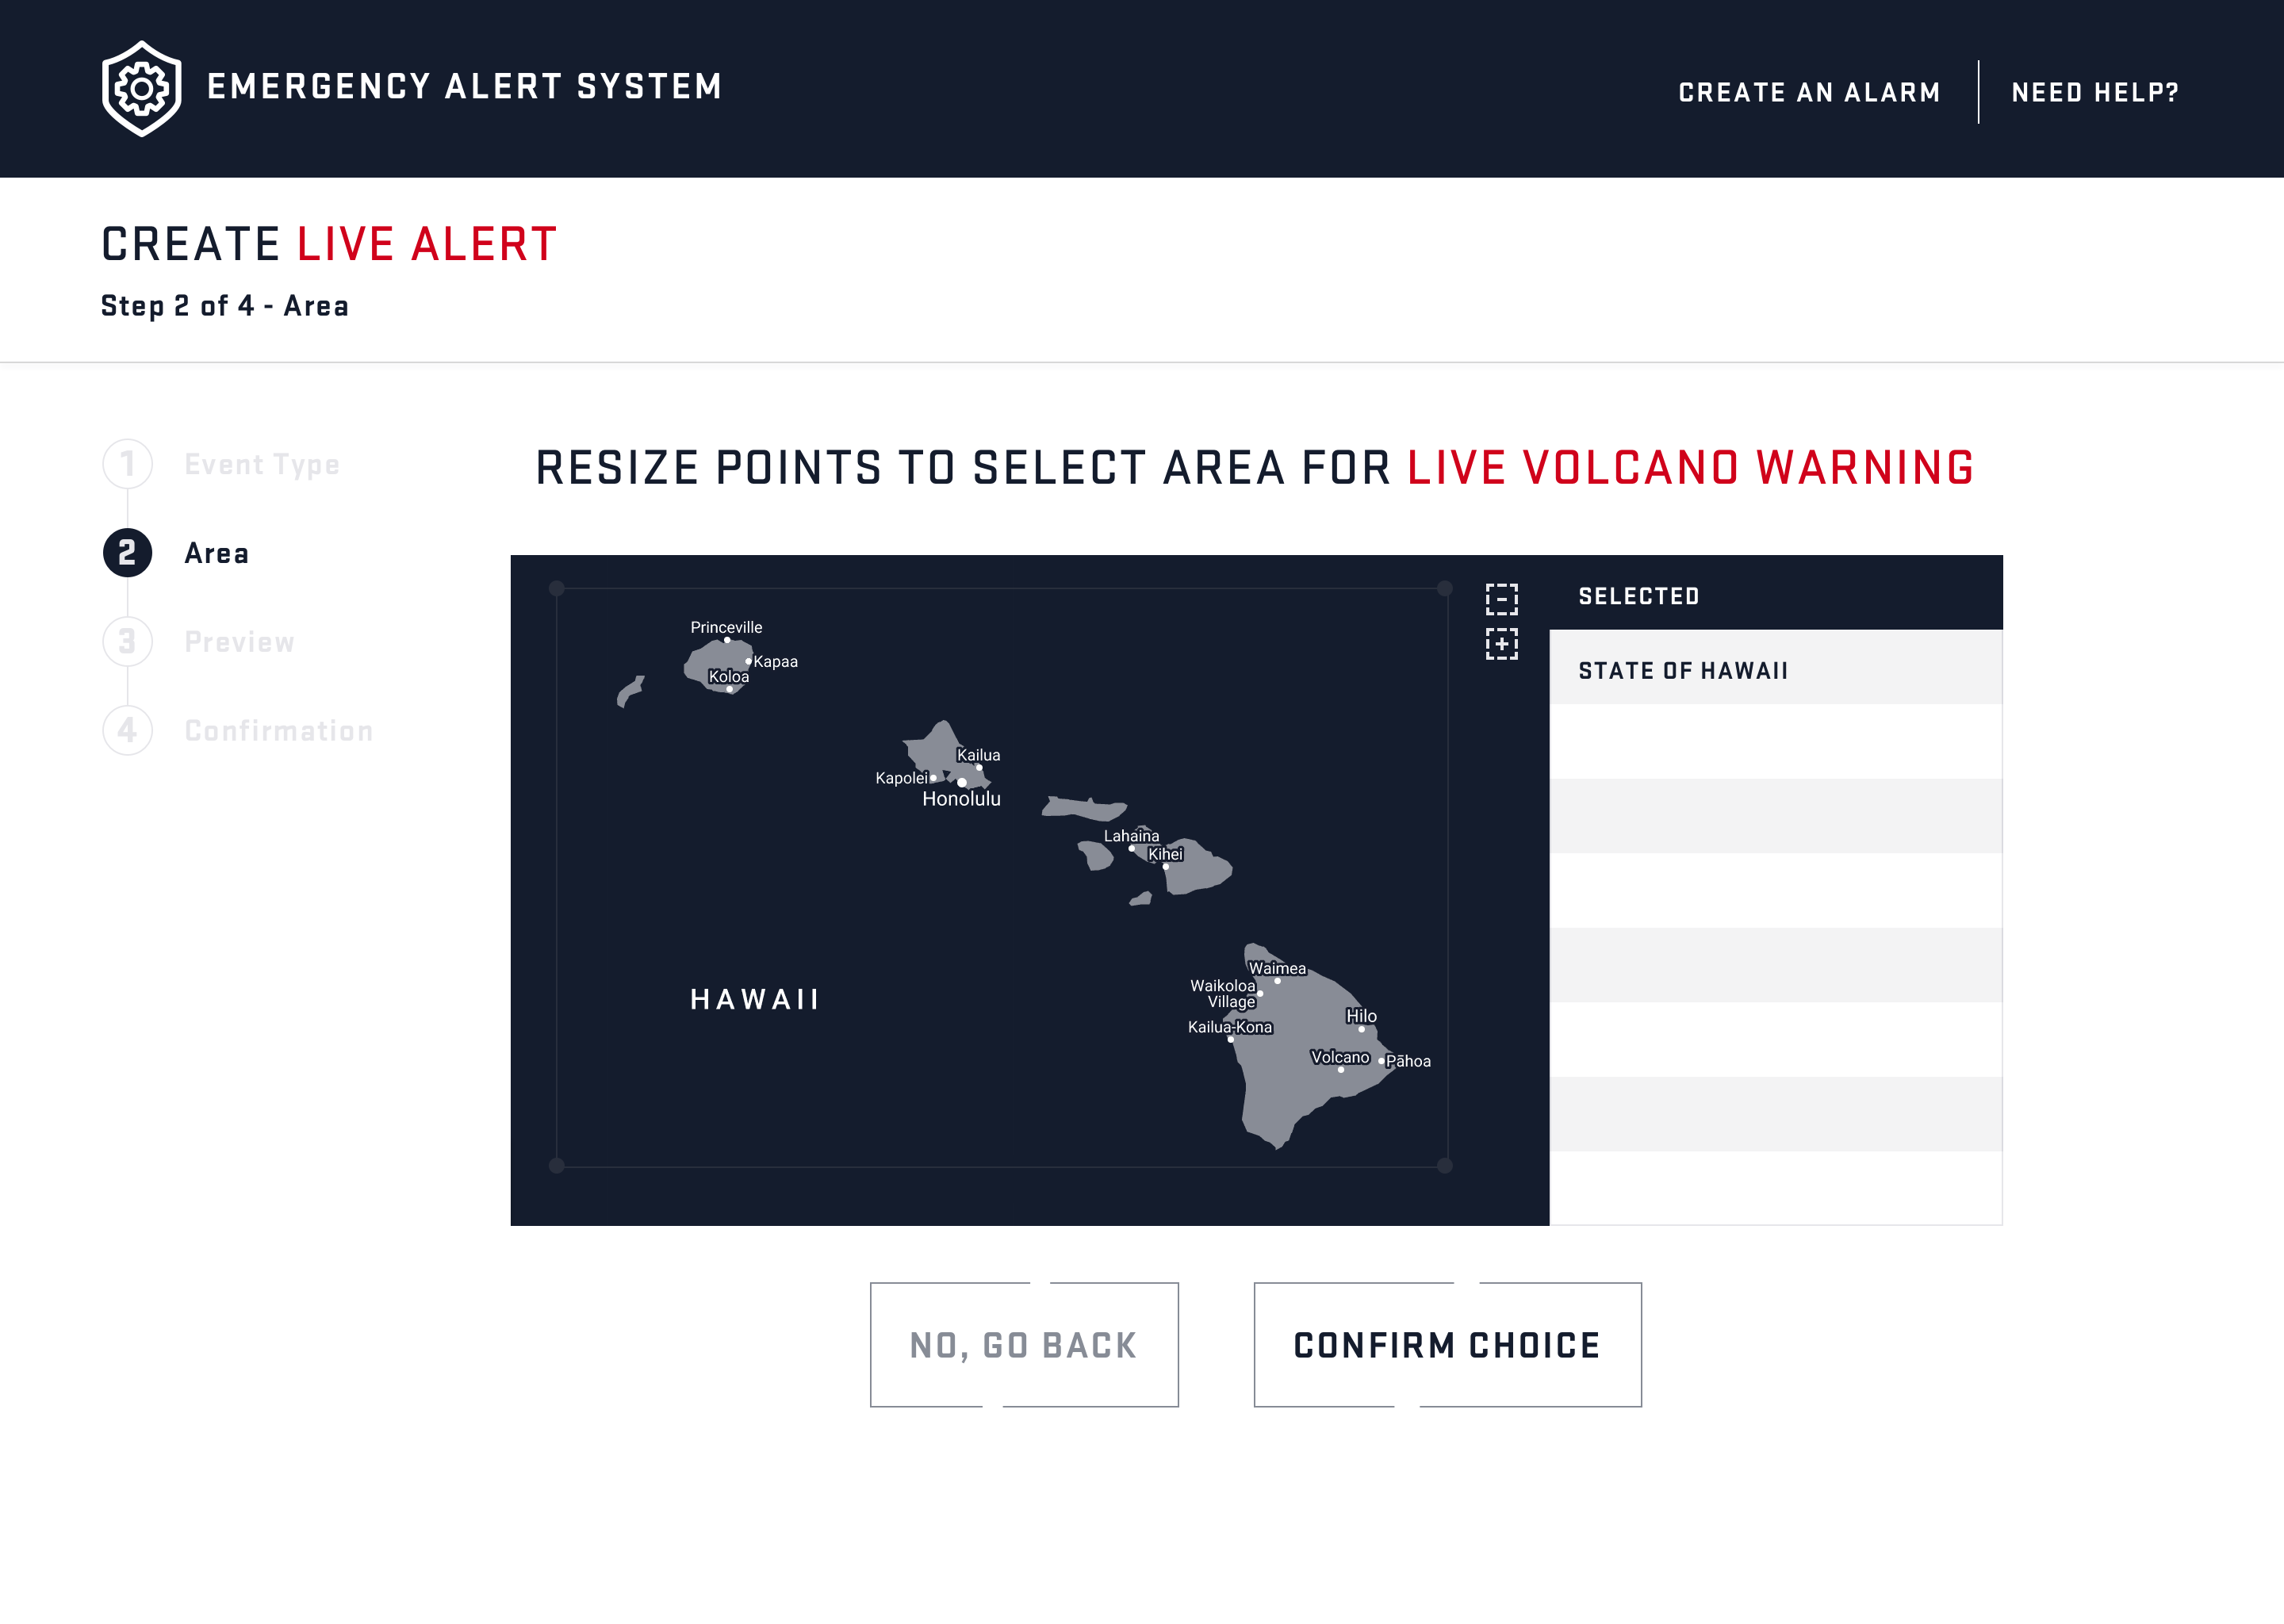 EMERGENCY ALERT SYSTEM
CREATE AN ALARM
NEED HELP?
CREATE LIVE ALERT
Step 2 of 4 - Area
1 Event Type
2 Area
3 Preview
4 Confirmation
RESIZE POINTS TO SELECT AREA FOR LIVE VOLCANO WARNING
Princeville
Kapaa
Koloa
Kailua
Kapolei
Honolulu
Lahaina
Kihei
Waimea
Waikoloa
Village
Kailua-Kona
Hilo
Volcano
Pāhoa
HAWAII
-
+
SELECTED
STATE OF HAWAII
NO, GO BACK
CONFIRM CHOICE